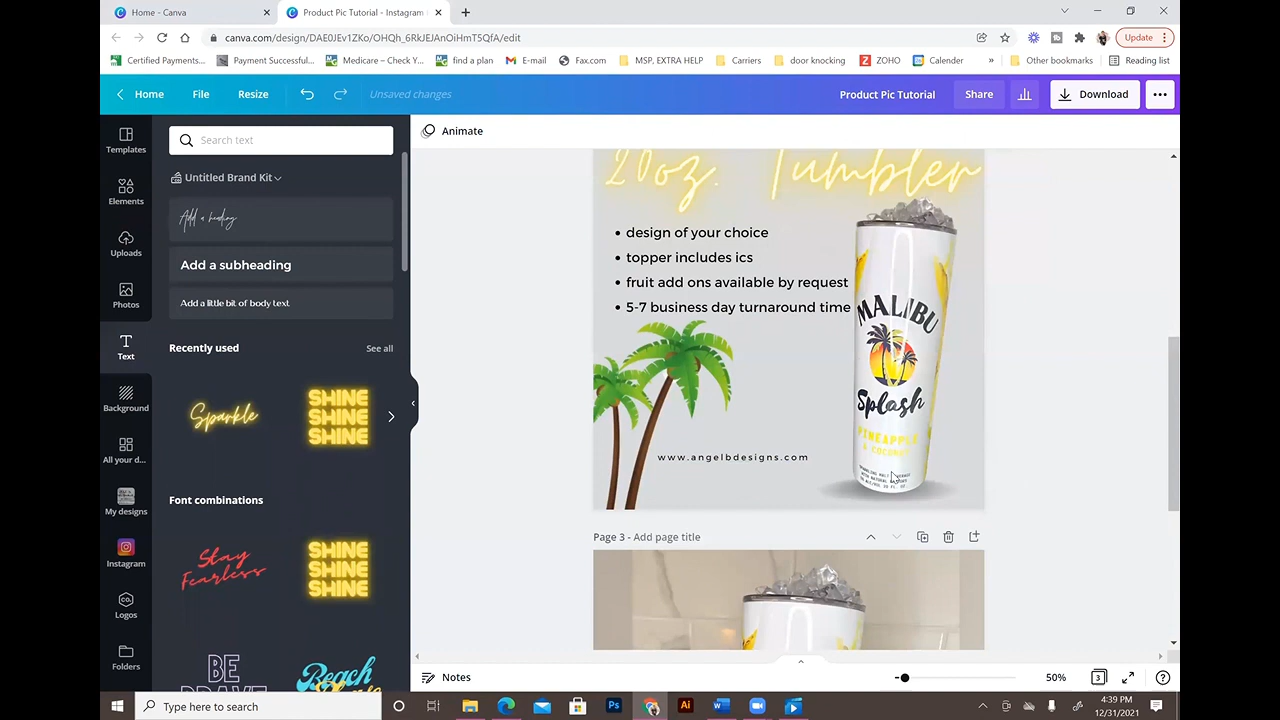 Home - Canva
Product Pic Tutorial - Instagram
canva.com/design/DAE0JEv1ZKo/OHQh_6RkJEJAnOiHmT5QfA/edit
Update
Certified Payments...
Payment Successful...
Medicare – Check Y...
find a plan
E-mail
Fax.com
MSP, EXTRA HELP
Carriers
door knocking
ZOHO
Calender
Other bookmarks
Reading list
Home
File
Resize
Unsaved changes
Product Pic Tutorial
Share
Download
Templates
Elements
Uploads
Photos
Text
Background
All your d...
My designs
Instagram
Logos
Folders
Search text
Untitled Brand Kit
Add a heading
Add a subheading
Add a little bit of body text
Recently used
See all
Sparkle
SHINE
SHINE
SHINE
Font combinations
Stay
Fearless
SHINE
SHINE
SHINE
BE
BRAVE
Beach
Animate
20oz. Tumbler
• design of your choice
• topper includes ics
• fruit add ons available by request
• 5-7 business day turnaround time
MALIBU
Splash
PINEAPPLE
& COCONUT
www.angelbdesigns.com
Page 3 - Add page title
Notes
50%
3
Type here to search
4:39 PM
12/31/2021